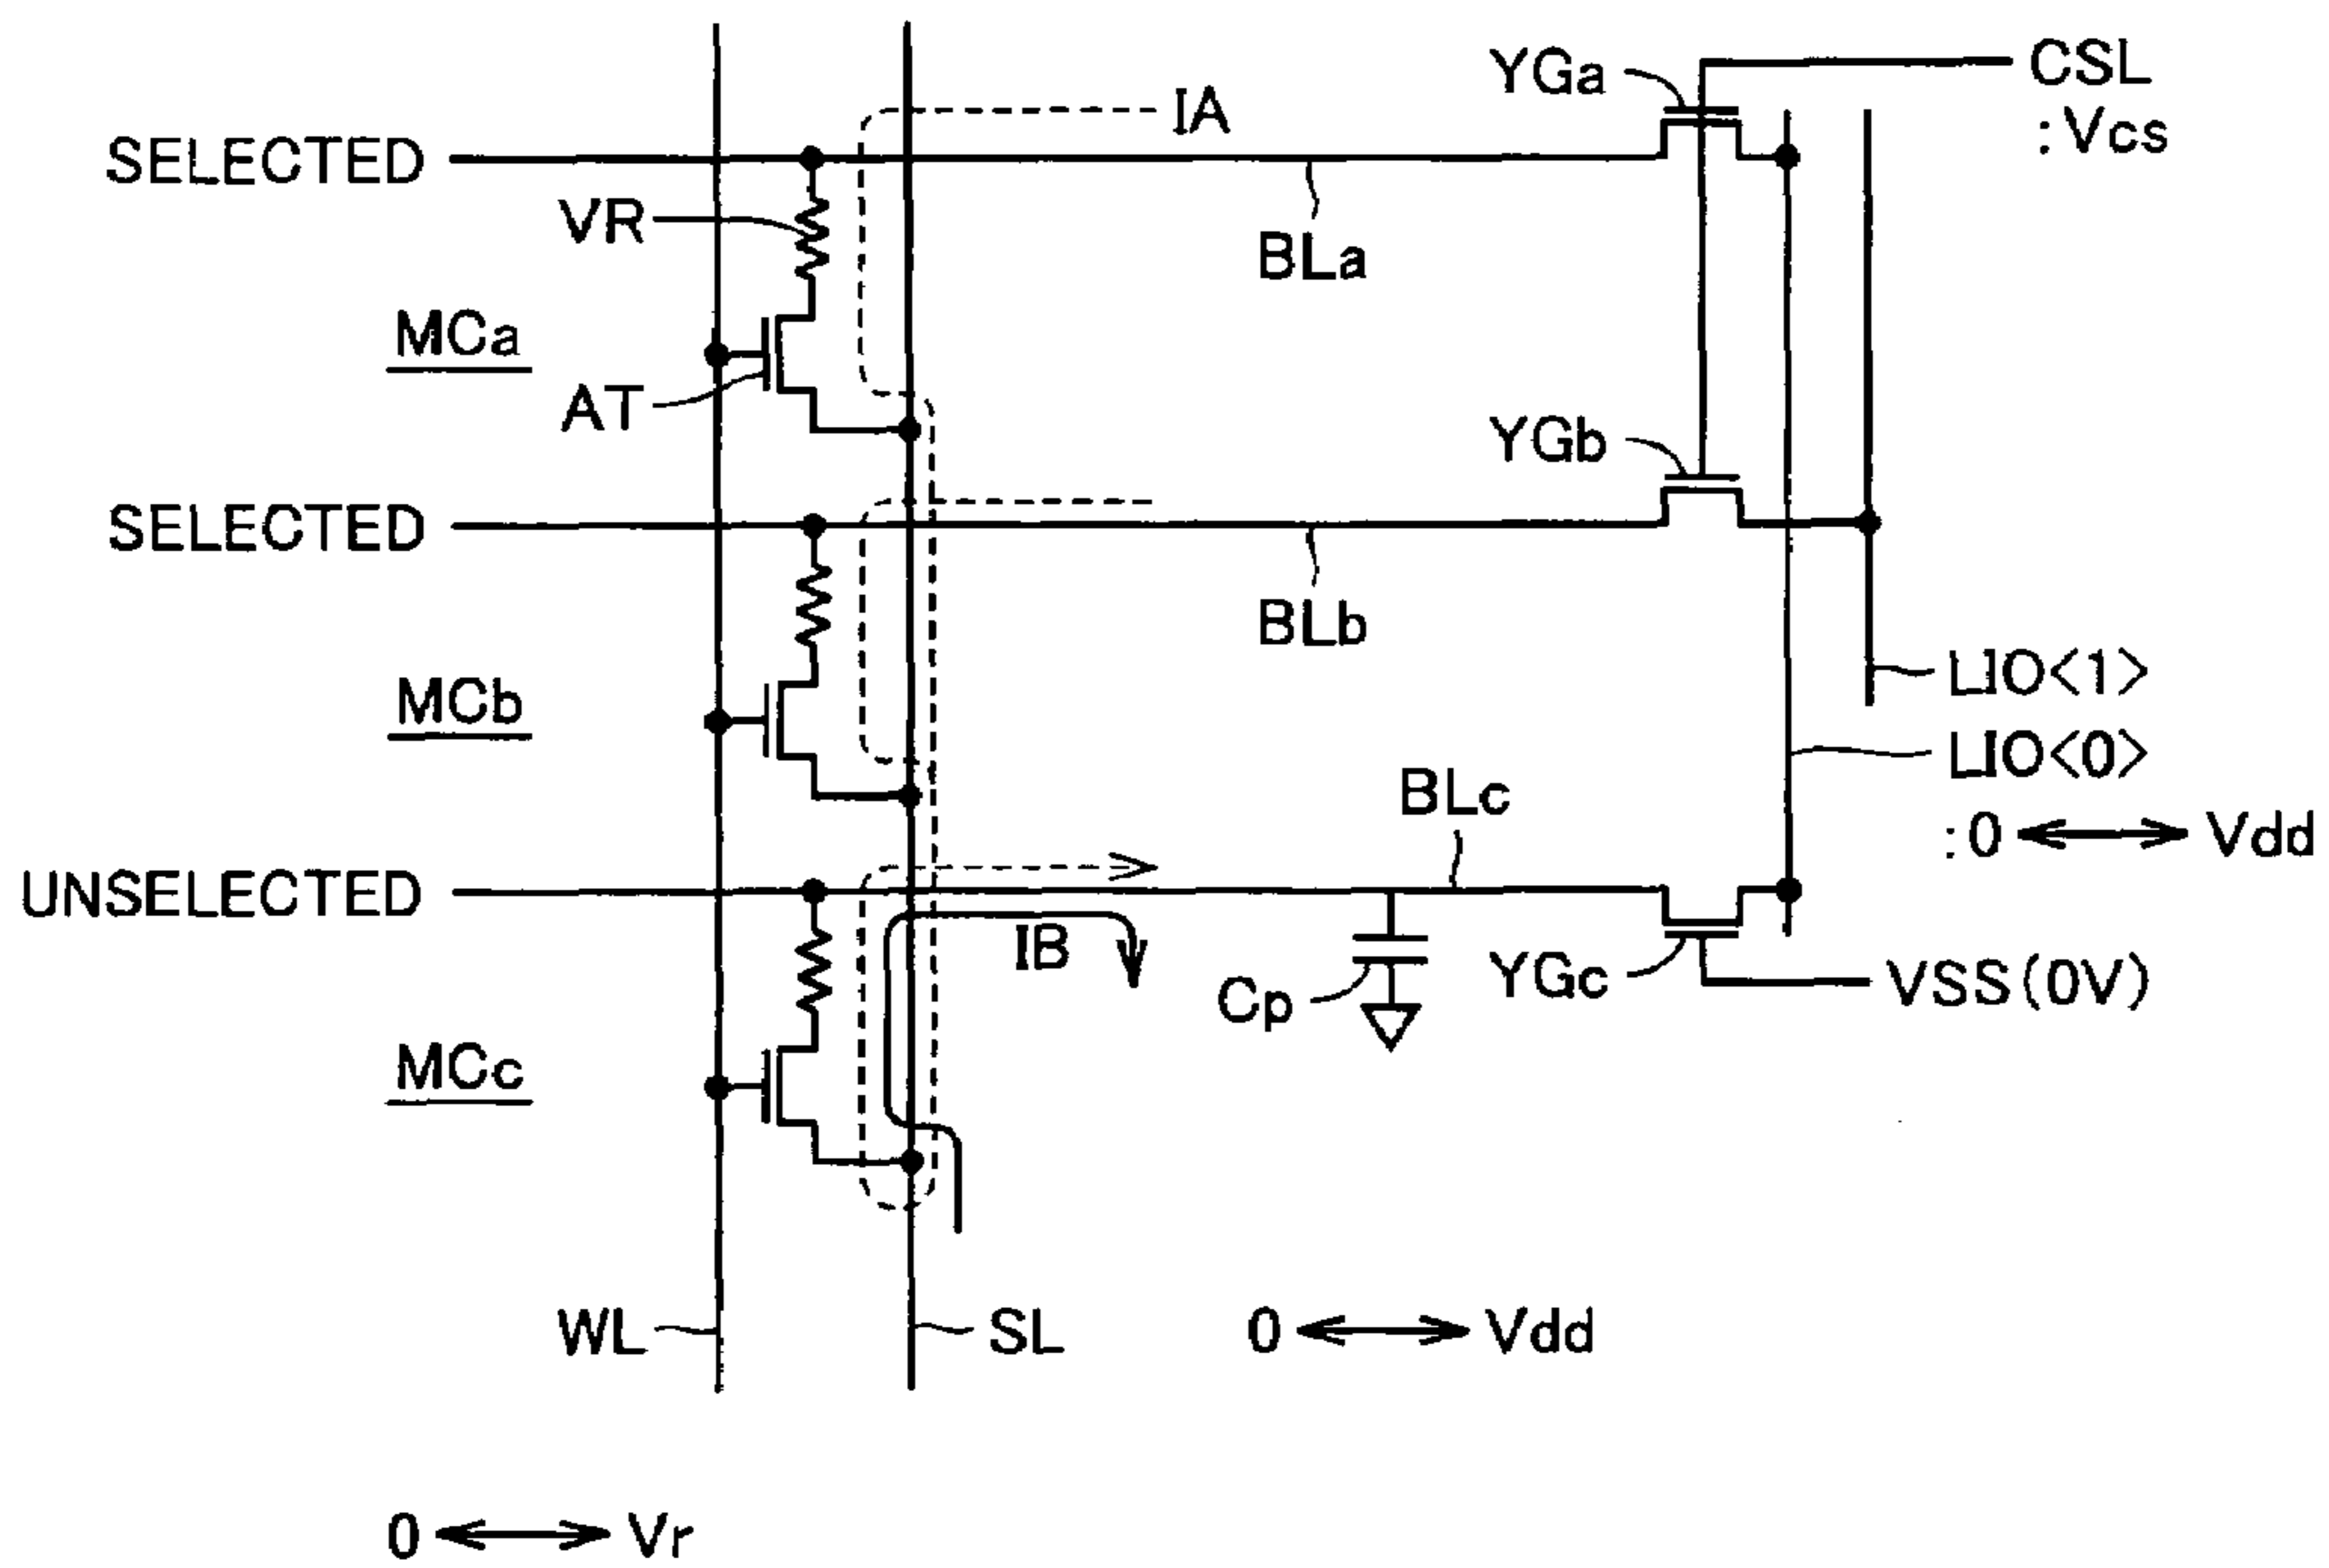 YGa
CSL
:Vcs
SELECTED
IA
VR
BLa
MCa
AT
YGb
SELECTED
BLb
LIO<1>
MCb
LIO<0>
BLc
:0 ↔ Vdd
UNSELECTED
IB
Cp
YGc
VSS(0V)
MCc
WL
SL
0 ↔ Vdd
0 ↔ Vr